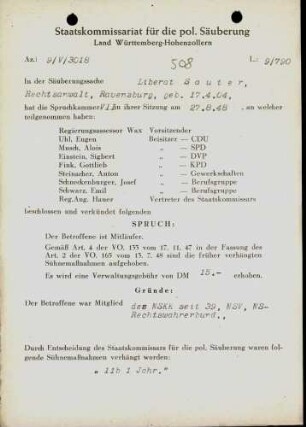 Staatskommissariat für die pol. Säuberung
Land Württemberg-Hohenzollern
Az: 9/V/3018
508
L: 9/790
In der Säuberungssache Liberat Sauter,
Rechtsanwalt, Ravensburg, geb. 17.4.04,
hat die Spruchkammer VI in ihrer Sitzung am 27.8.48, an welcher
teilgenommen haben:
Regierungsassessor Wax Vorsitzender
Uhl, Eugen Beisitzer — CDU
Musch, Alois „ — SPD
Einstein, Sigbert „ — DVP
Fink, Gottlieb „ — KPD
Steinacher, Anton „ — Gewerkschaften
Schneckenburger, Josef „ — Berufsgruppe
Schwarz, Emil „ — Berufsgruppe
Reg.Ang. Hauer Vertreter des Staatskommissars
beschlossen und verkündet folgenden
SPRUCH:
Der Betroffene ist Mitläufer.
Gemäß Art. 4 der VO. 133 vom 17. 11. 47 in der Fassung des
Art. 2 der VO. 165 vom 13. 7. 48 sind die früher verhängten
Sühnemaßnahmen aufgehoben.
Es wird eine Verwaltungsgebühr von DM 15.- erhoben.
Gründe:
Der Betroffene war Mitglied des NSKK seit 39, NSV, NS-
Rechtswahrerbund.,
Durch Entscheidung des Staatskommissars für die pol. Säuberung waren fol-
gende Sühnemaßnahmen verhängt worden: